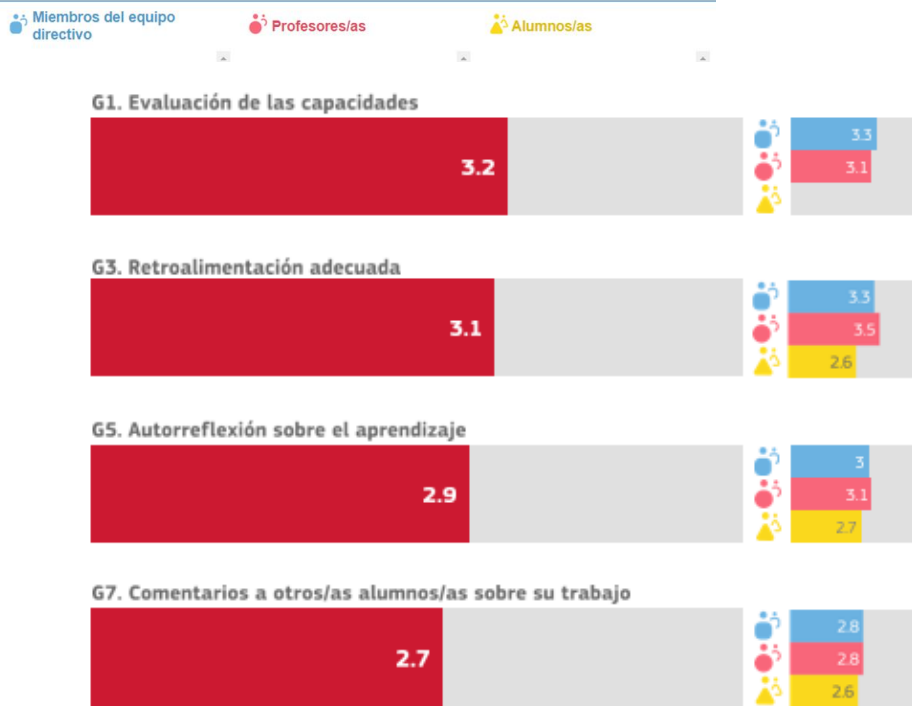 Miembros del equipo
directivo
Profesores/as
Alumnos/as
G1. Evaluación de las capacidades
3.2
3.3
3.1
G3. Retroalimentación adecuada
3.1
3.3
3.5
2.6
G5. Autorreflexión sobre el aprendizaje
2.9
3
3.1
2.7
G7. Comentarios a otros/as alumnos/as sobre su trabajo
2.7
2.8
2.8
2.6